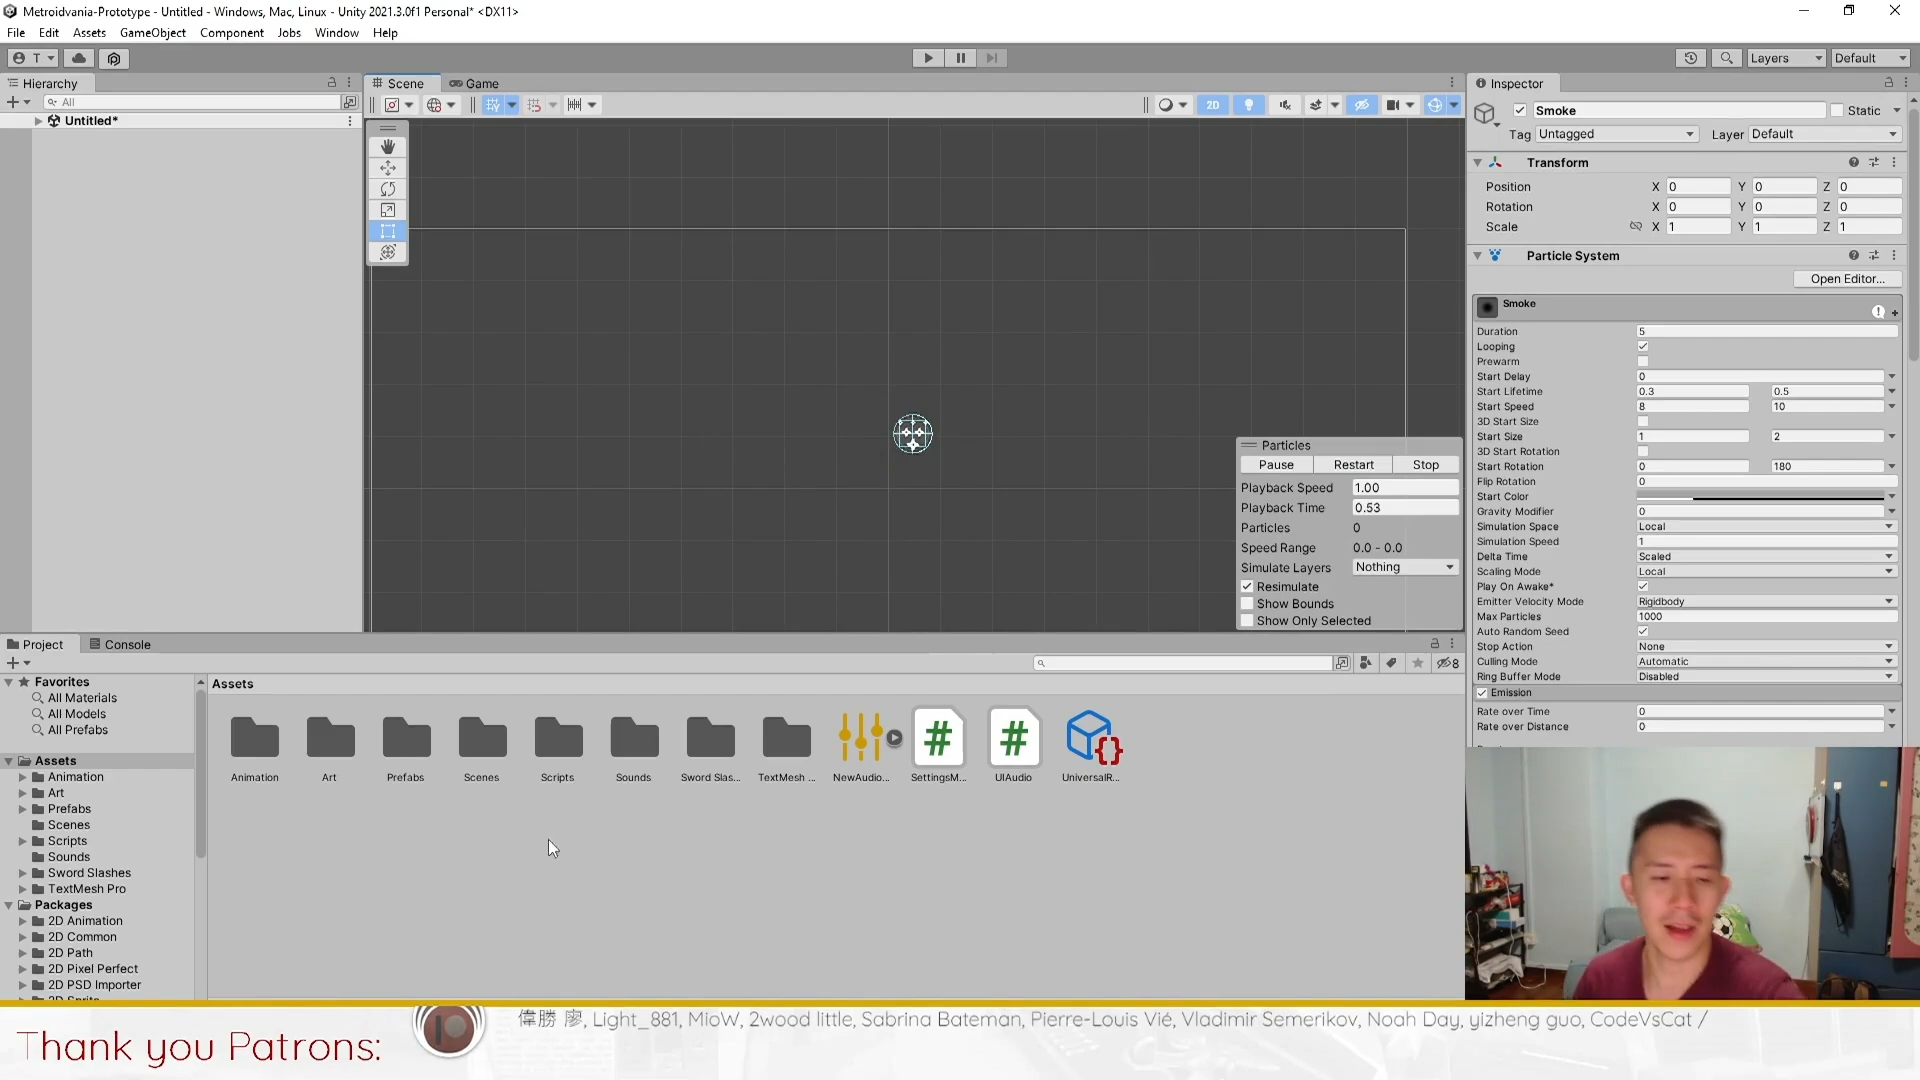 Metroidvania-Prototype - Untitled - Windows, Mac, Linux - Unity 2021.3.0f1 Personal* <DX11>
File Edit Assets GameObject Component Jobs Window Help
T
Layers Default
Hierarchy
All
Untitled*
Scene Game
2D
Particles
Pause Restart Stop
Playback Speed 1.00
Playback Time 0.53
Particles 0
Speed Range 0.0 - 0.0
Simulate Layers Nothing
Resimulate
Show Bounds
Show Only Selected
Inspector
Smoke Static
Tag Untagged Layer Default
Transform
Position X 0 Y 0 Z 0
Rotation X 0 Y 0 Z 0
Scale X 1 Y 1 Z 1
Particle System
Open Editor...
Smoke
Duration 5
Looping
Prewarm
Start Delay 0
Start Lifetime 0.3 0.5
Start Speed 8 10
3D Start Size
Start Size 1 2
3D Start Rotation
Start Rotation 0 180
Flip Rotation 0
Start Color
Gravity Modifier 0
Simulation Space Local
Simulation Speed 1
Delta Time Scaled
Scaling Mode Local
Play On Awake*
Emitter Velocity Mode Rigidbody
Max Particles 1000
Auto Random Seed
Stop Action None
Culling Mode Automatic
Ring Buffer Mode Disabled
Emission
Rate over Time 0
Rate over Distance 0
Project Console
8
Favorites
All Materials
All Models
All Prefabs
Assets
Animation
Art
Prefabs
Scenes
Scripts
Sounds
Sword Slashes
TextMesh Pro
Packages
2D Animation
2D Common
2D Path
2D Pixel Perfect
2D PSD Importer
2D Sprite
Assets
Animation Art Prefabs Scenes Scripts Sounds Sword Slas... TextMesh ... NewAudio... SettingsM... UIAudio UniversalR...
Thank you Patrons:
偉勝 廖, Light_881, MioW, 2wood little, Sabrina Bateman, Pierre-Louis Vié, Vladimir Semerikov, Noah Day, yizheng guo, CodeVsCat /